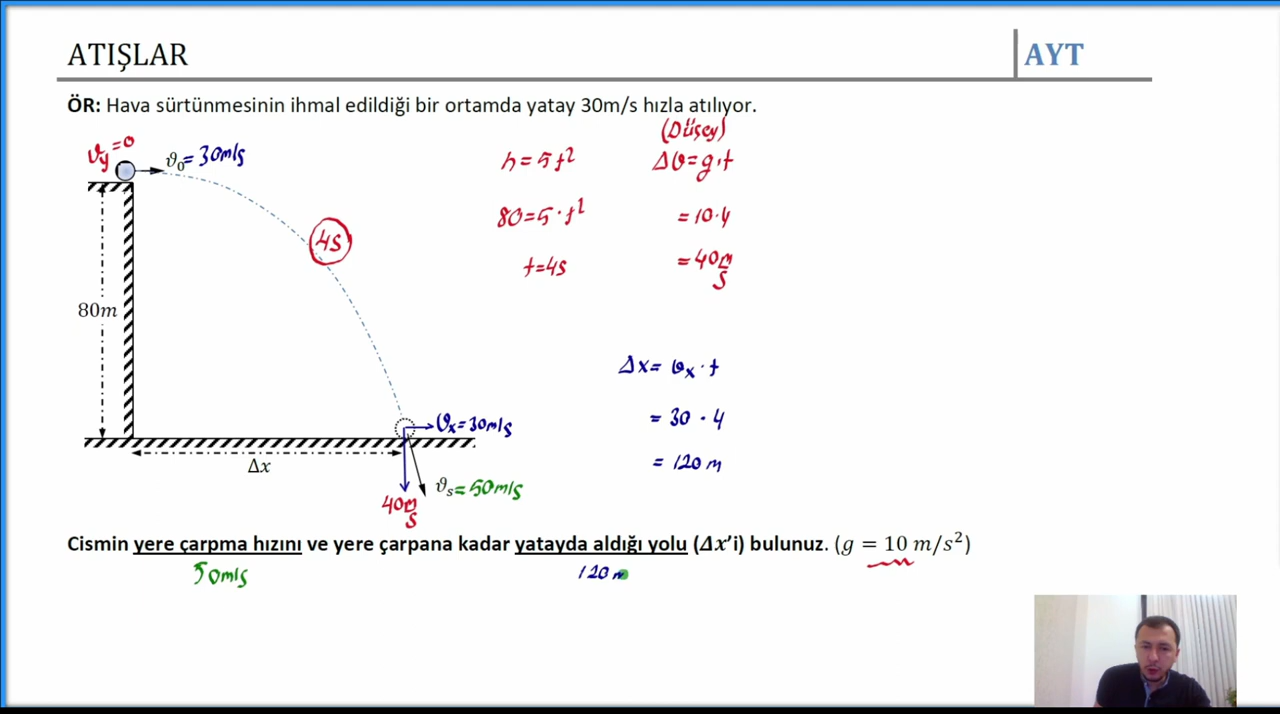 ATIŞLAR
AYT
ÖR: Hava sürtünmesinin ihmal edildiği bir ortamda yatay 30m/s hızla atılıyor.
ϑy=0
ϑ₀=30m/s
4s
80m
Δx
ϑx=30m/s
ϑₛ=50m/s
40m/s
h=5t²
80=5·t²
t=4s
(Düşey)
Δϑ=g.t
=10.4
=40m/s
Δx=ϑx.t
=30.4
=120m
Cismin yere çarpma hızını ve yere çarpana kadar yatayda aldığı yolu (Δx'i) bulunuz. (g = 10 m/s²)
50m/s
120m